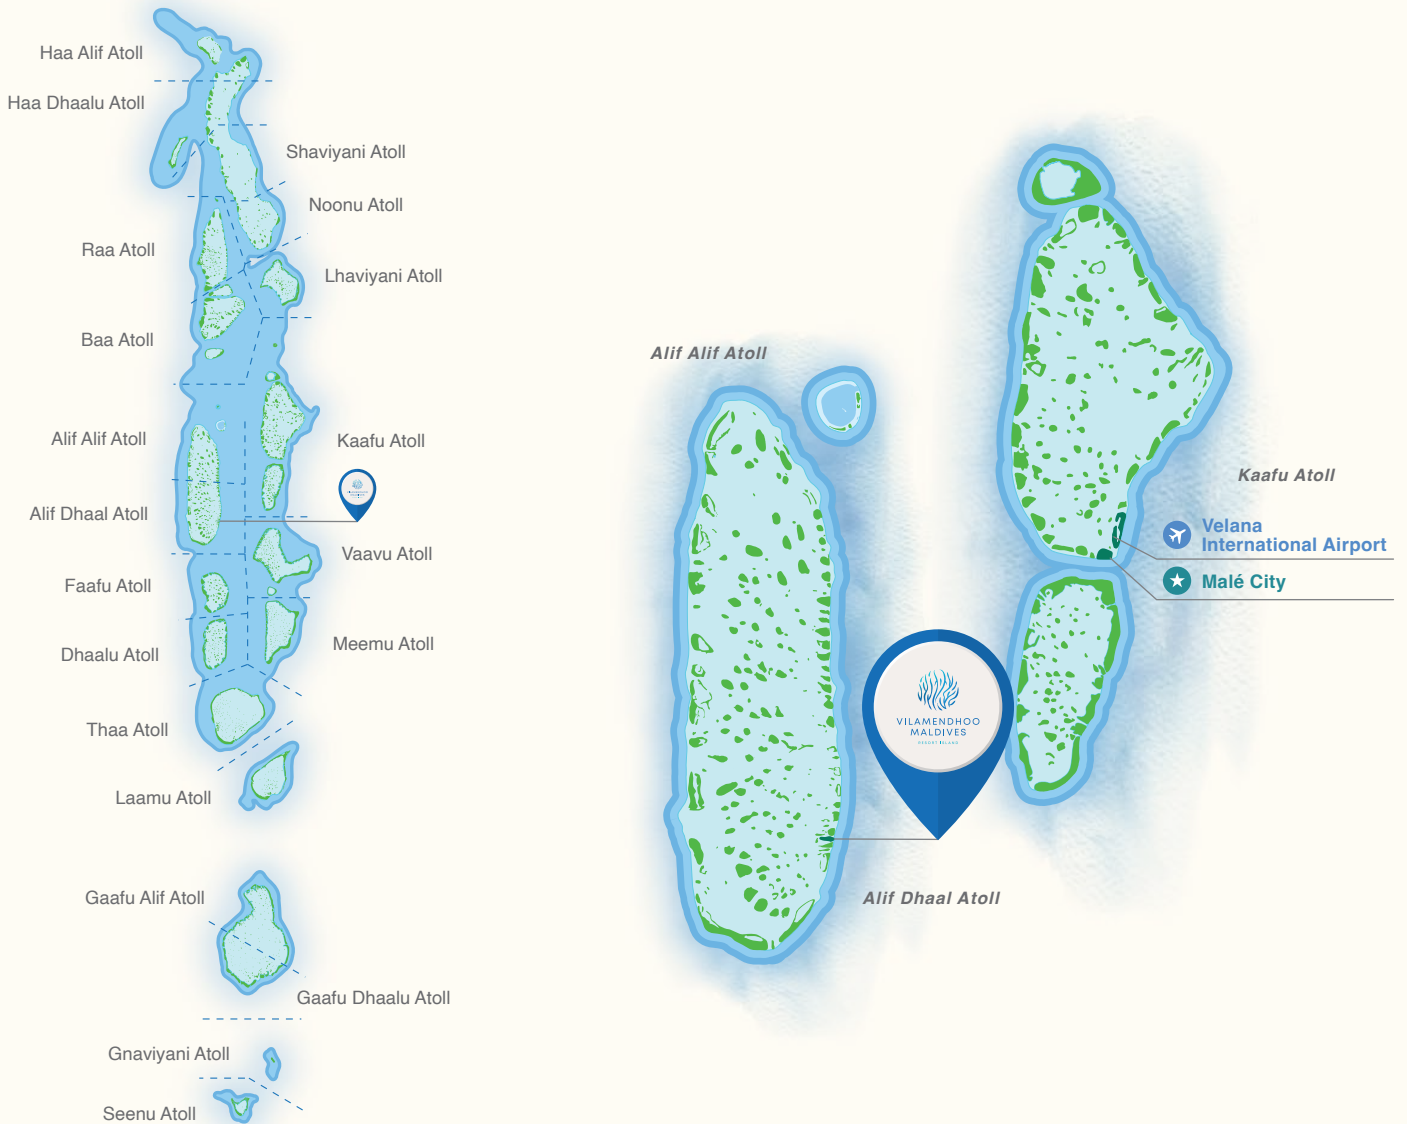 Haa Alif Atoll
Haa Dhaalu Atoll
Shaviyani Atoll
Noonu Atoll
Raa Atoll
Lhaviyani Atoll
Baa Atoll
Alif Alif Atoll
Kaafu Atoll
Alif Dhaal Atoll
Vaavu Atoll
Faafu Atoll
Meemu Atoll
Dhaalu Atoll
Thaa Atoll
Laamu Atoll
Gaafu Alif Atoll
Gaafu Dhaalu Atoll
Gnaviyani Atoll
Seenu Atoll
Alif Alif Atoll
Kaafu Atoll
Velana
International Airport
Malé City
VILAMENDHOO
MALDIVES
RESORT ISLAND
Alif Dhaal Atoll